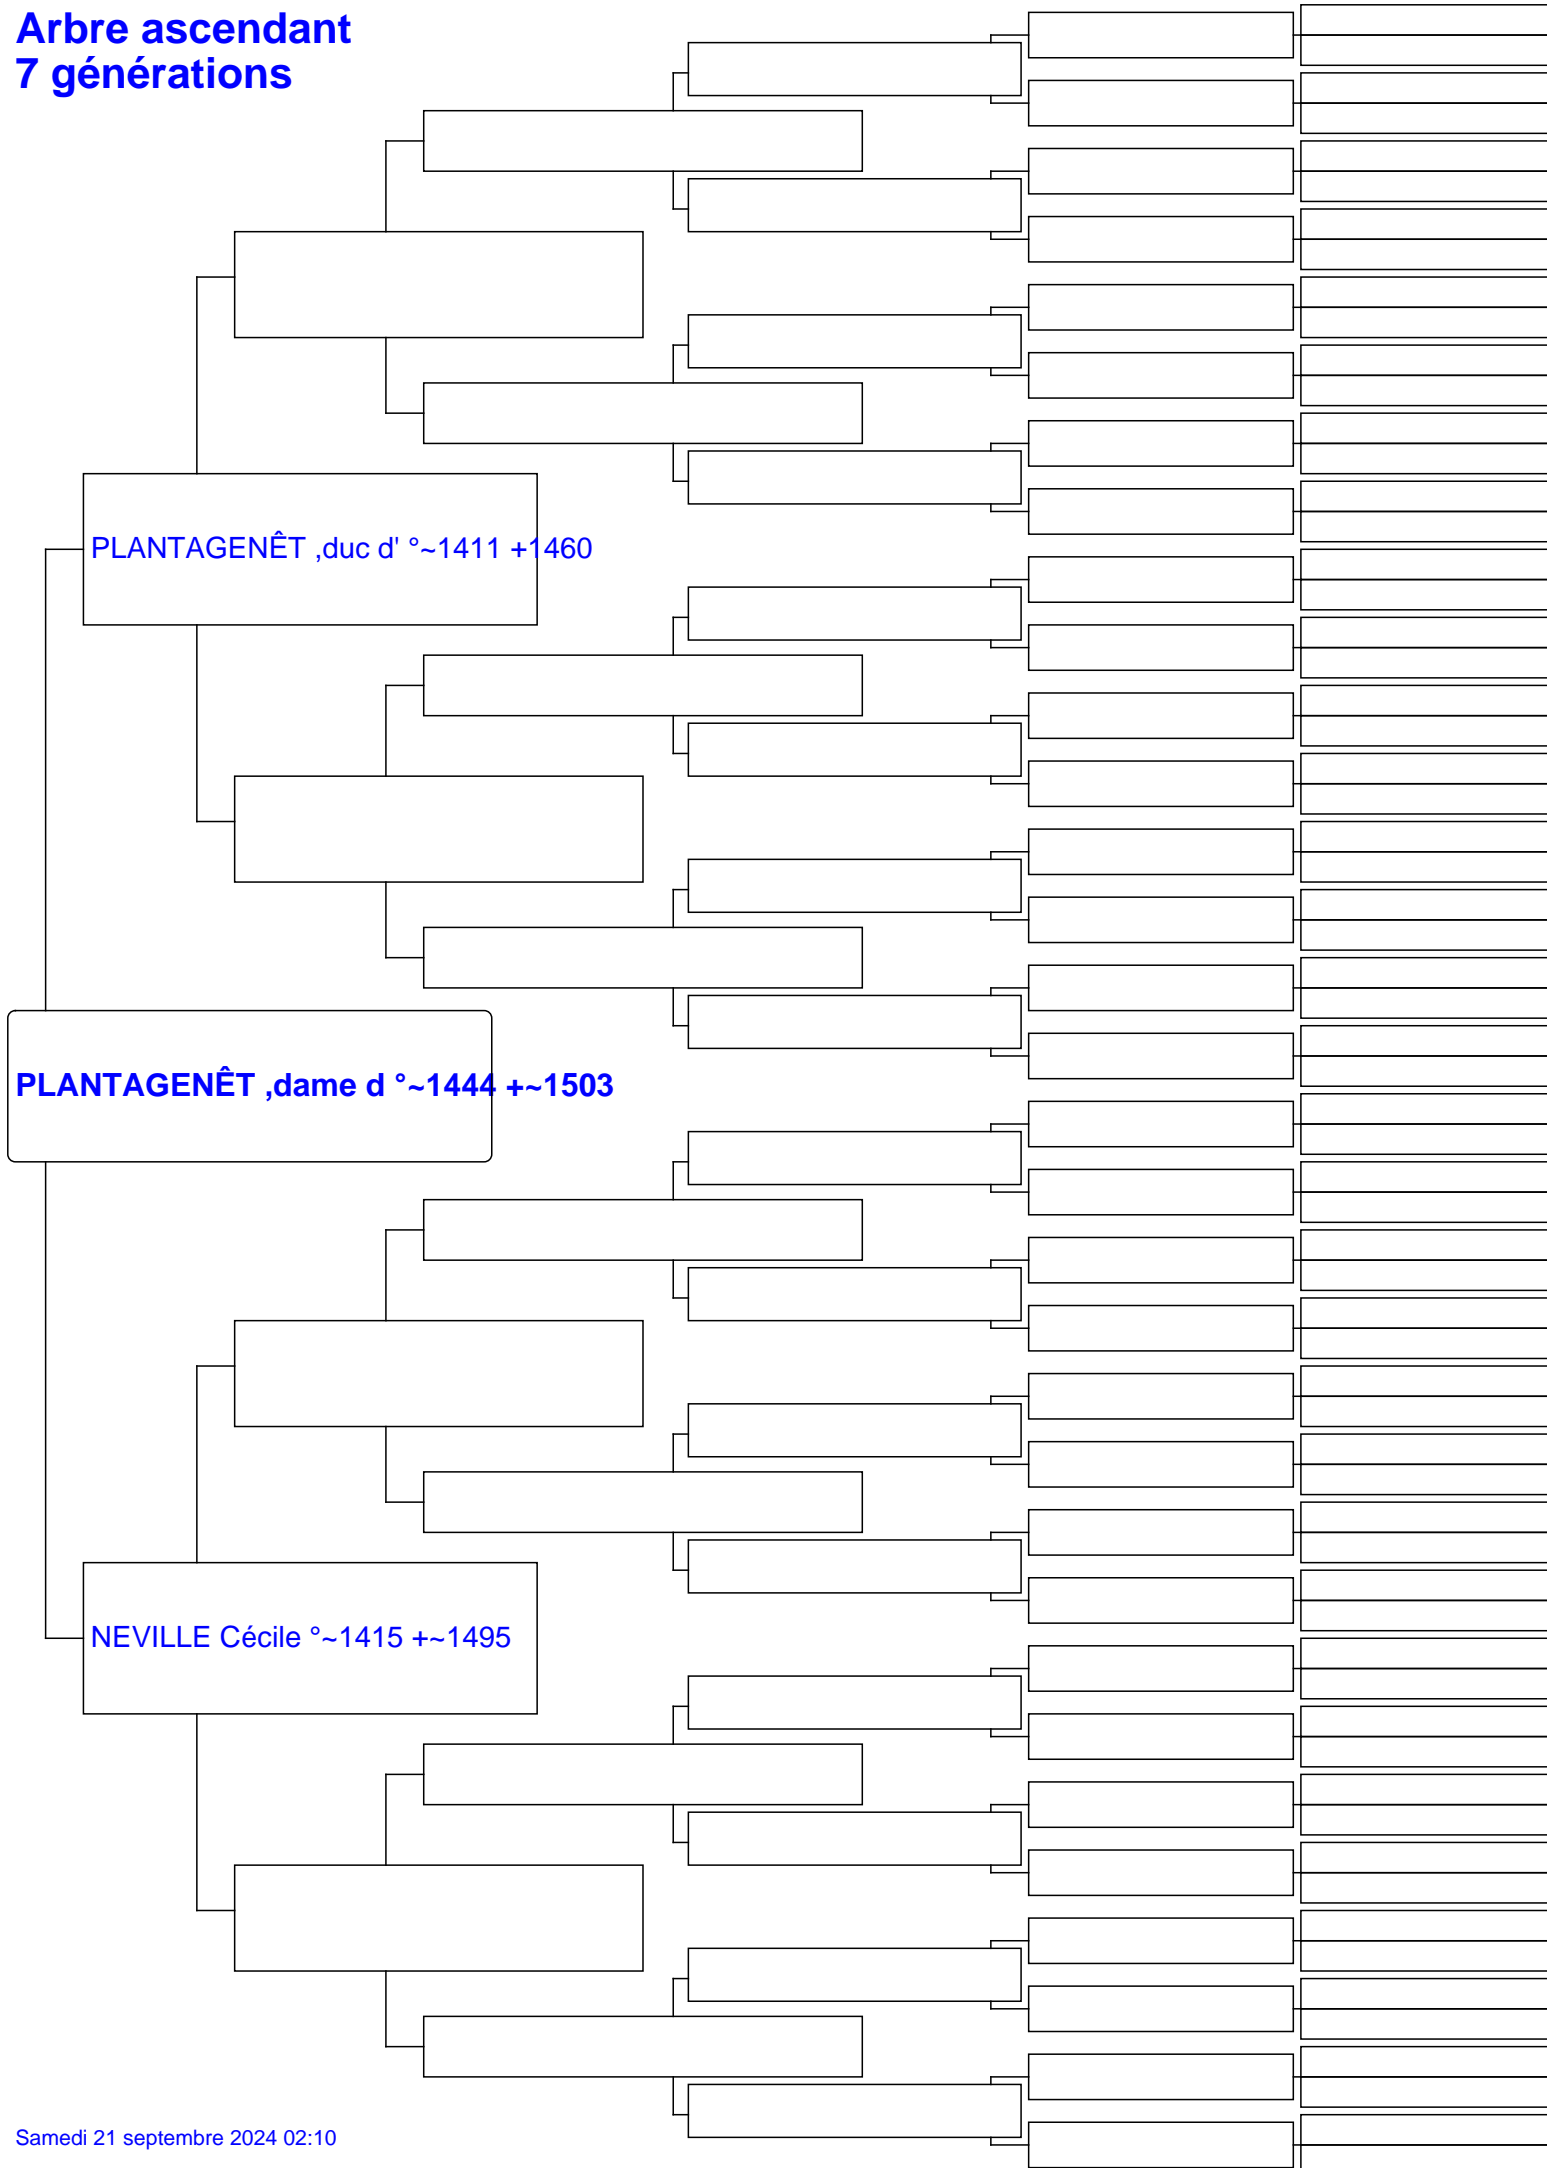 Arbre ascendant
7 générations
PLANTAGENÊT ,duc d' °~1411 +1460
PLANTAGENÊT ,dame d °~1444 +~1503
NEVILLE Cécile °~1415 +~1495
Samedi 21 septembre 2024 02:10